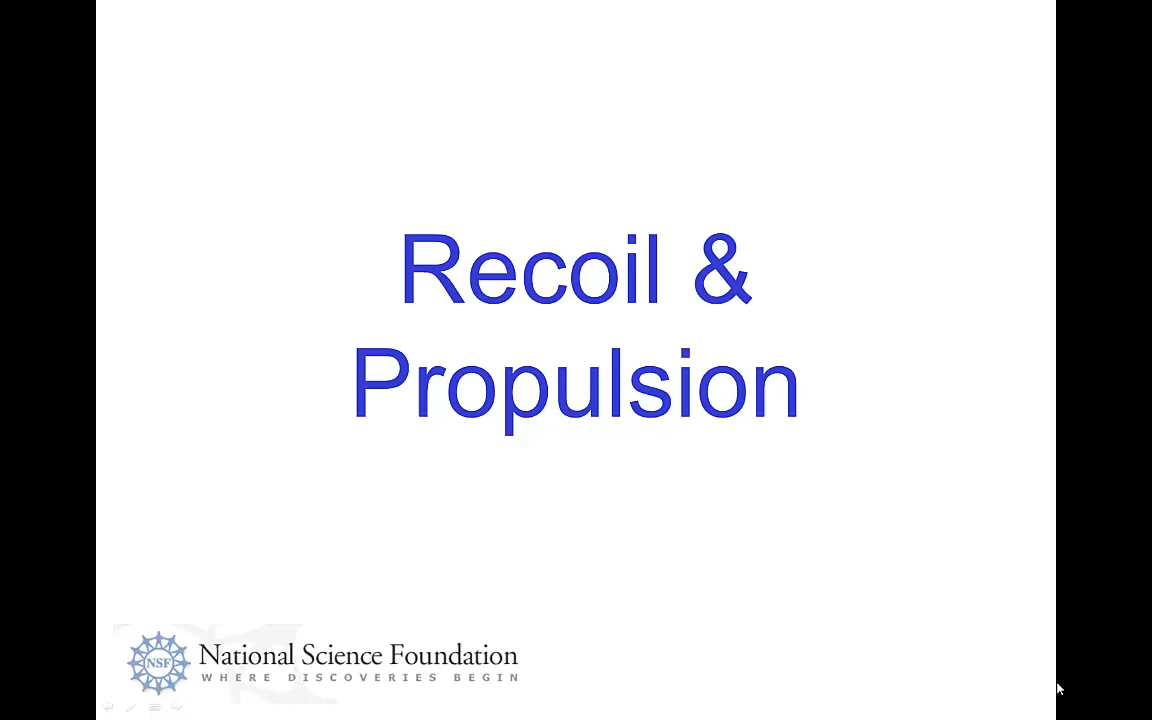 Recoil &
Propulsion
NSF
National Science Foundation
WHERE DISCOVERIES BEGIN